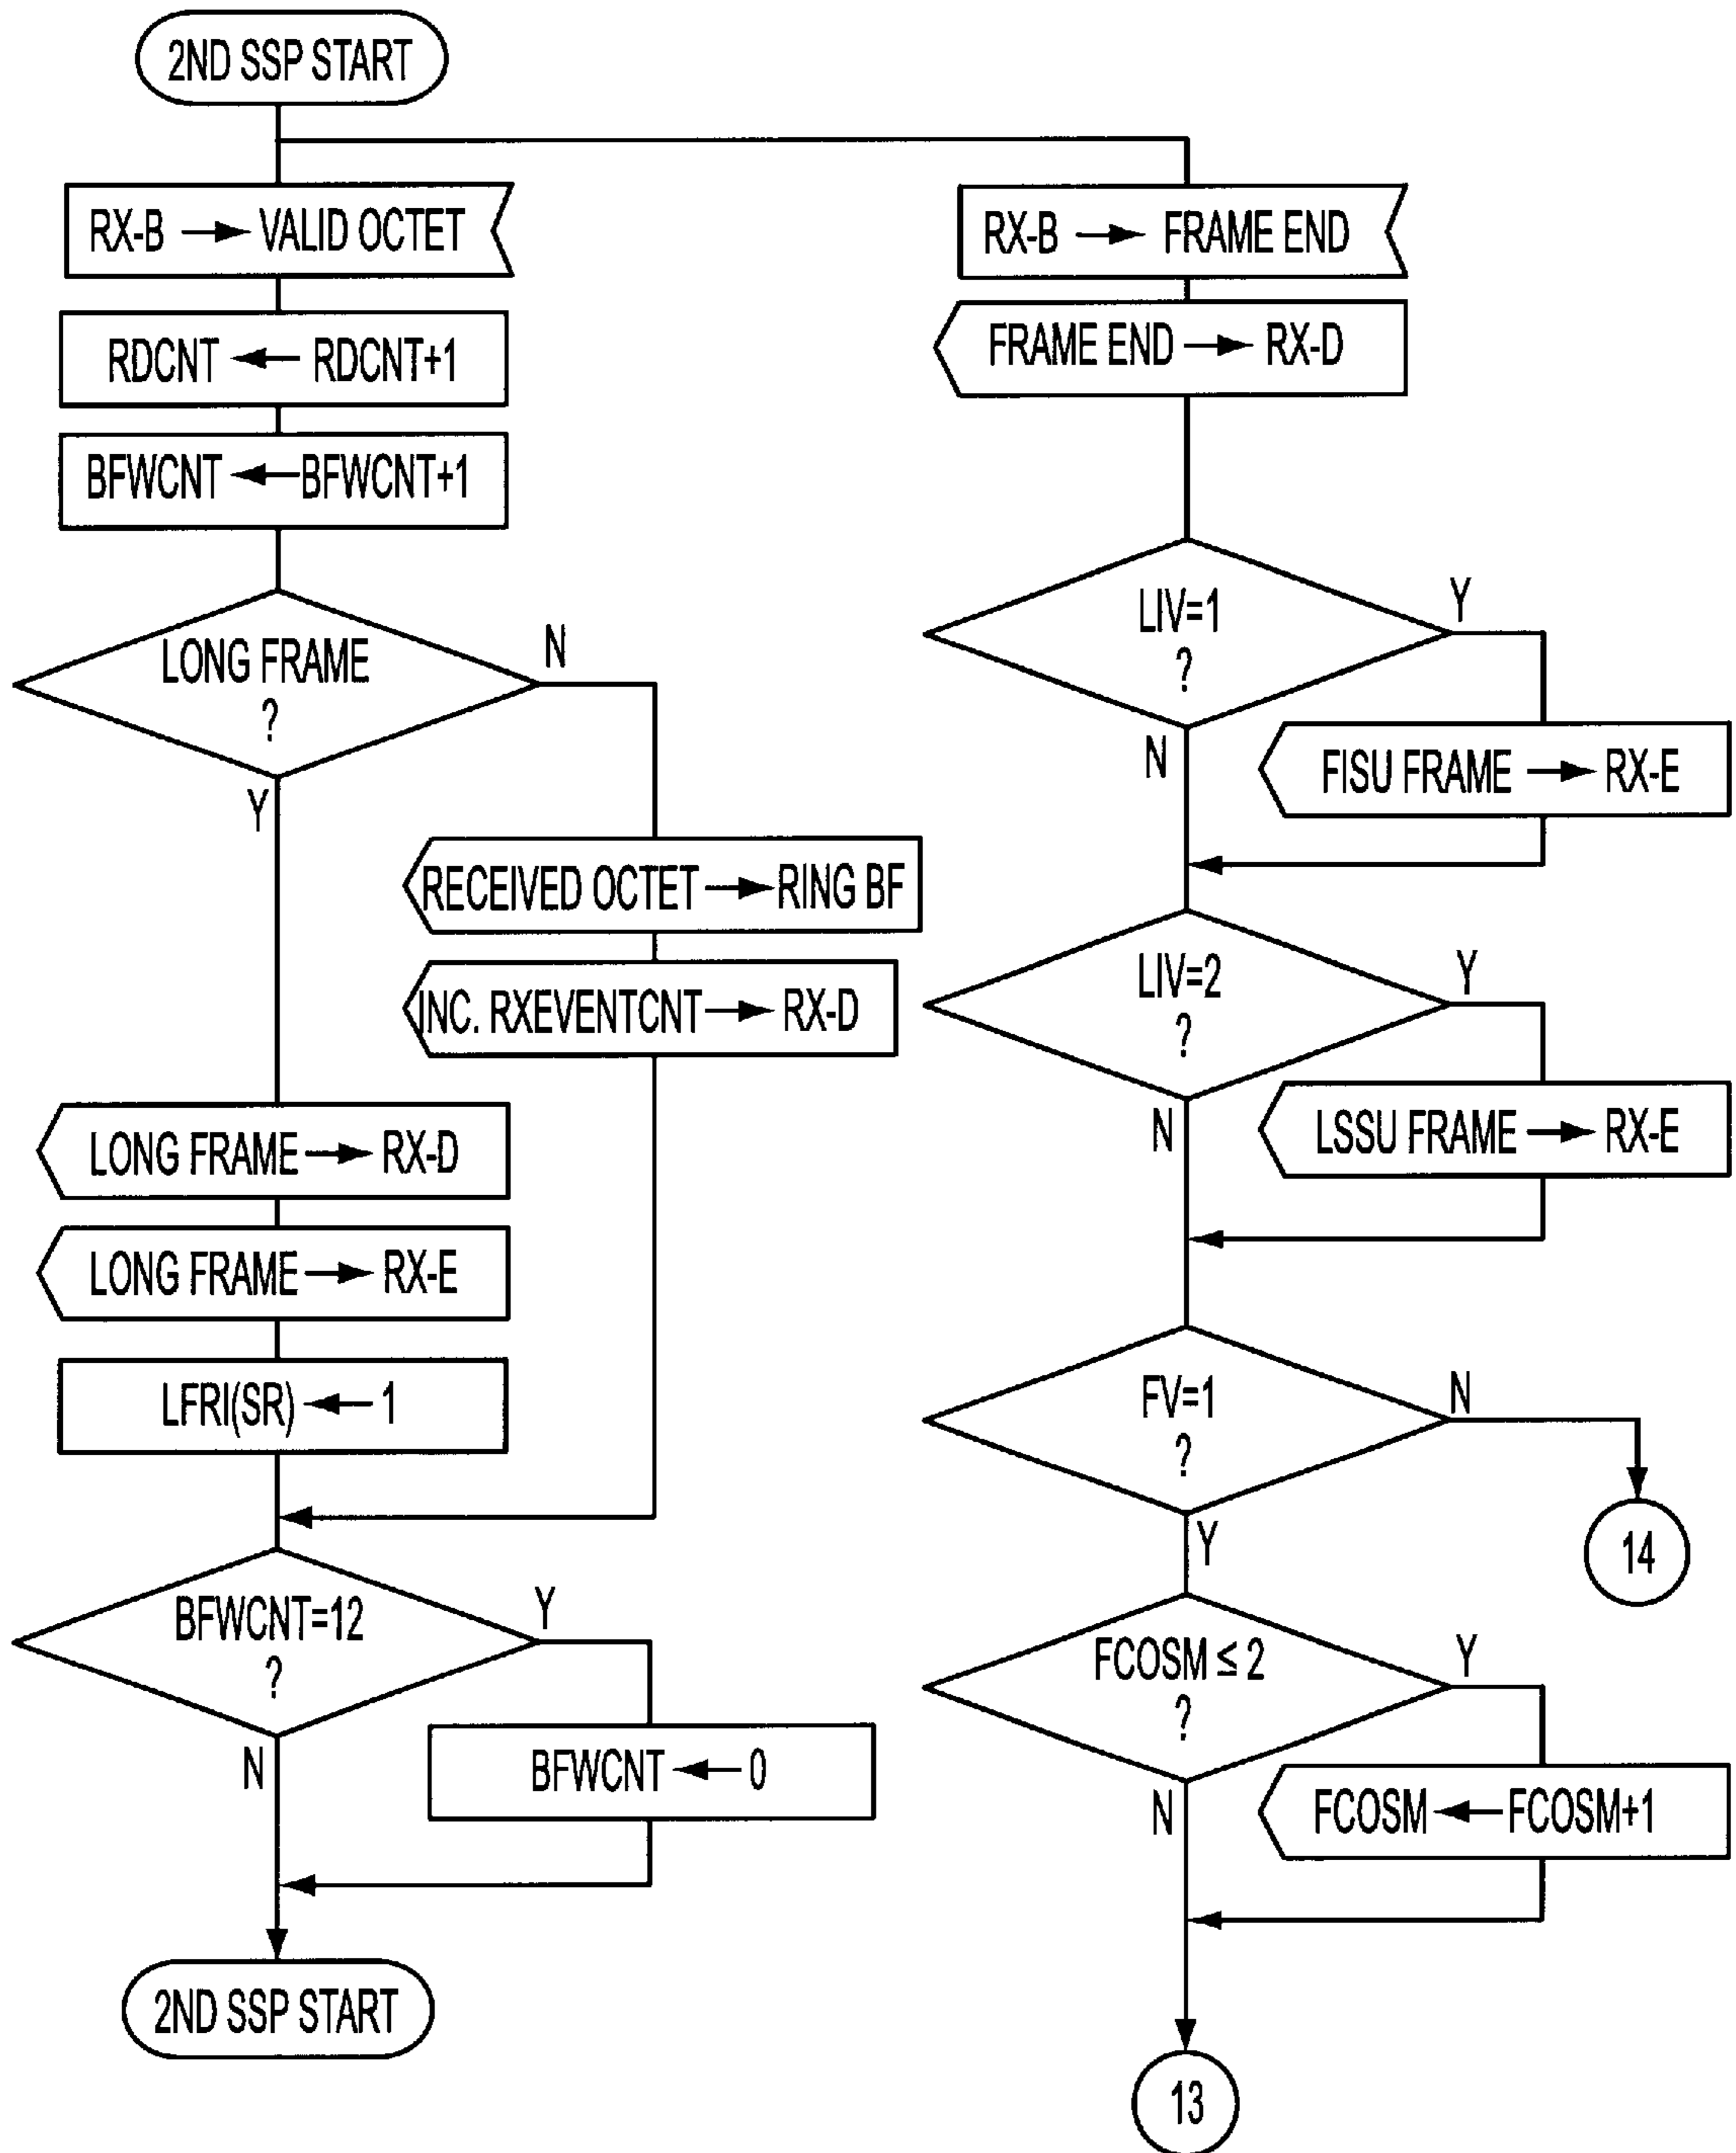 2ND SSP START
RX-B → VALID OCTET
RDCNT ← RDCNT+1
BFWCNT ← BFWCNT+1
LONG FRAME
?
N
Y
RECEIVED OCTET → RING BF
INC. RXEVENTCNT → RX-D
LONG FRAME → RX-D
LONG FRAME → RX-E
LFRI(SR) ← 1
BFWCNT=12
?
Y
N
BFWCNT ← 0
2ND SSP START
RX-B → FRAME END
FRAME END → RX-D
LIV=1
?
Y
N
FISU FRAME → RX-E
LIV=2
?
Y
N
LSSU FRAME → RX-E
FV=1
?
N
Y
14
FCOSM ≤ 2
?
Y
N
FCOSM ← FCOSM+1
13